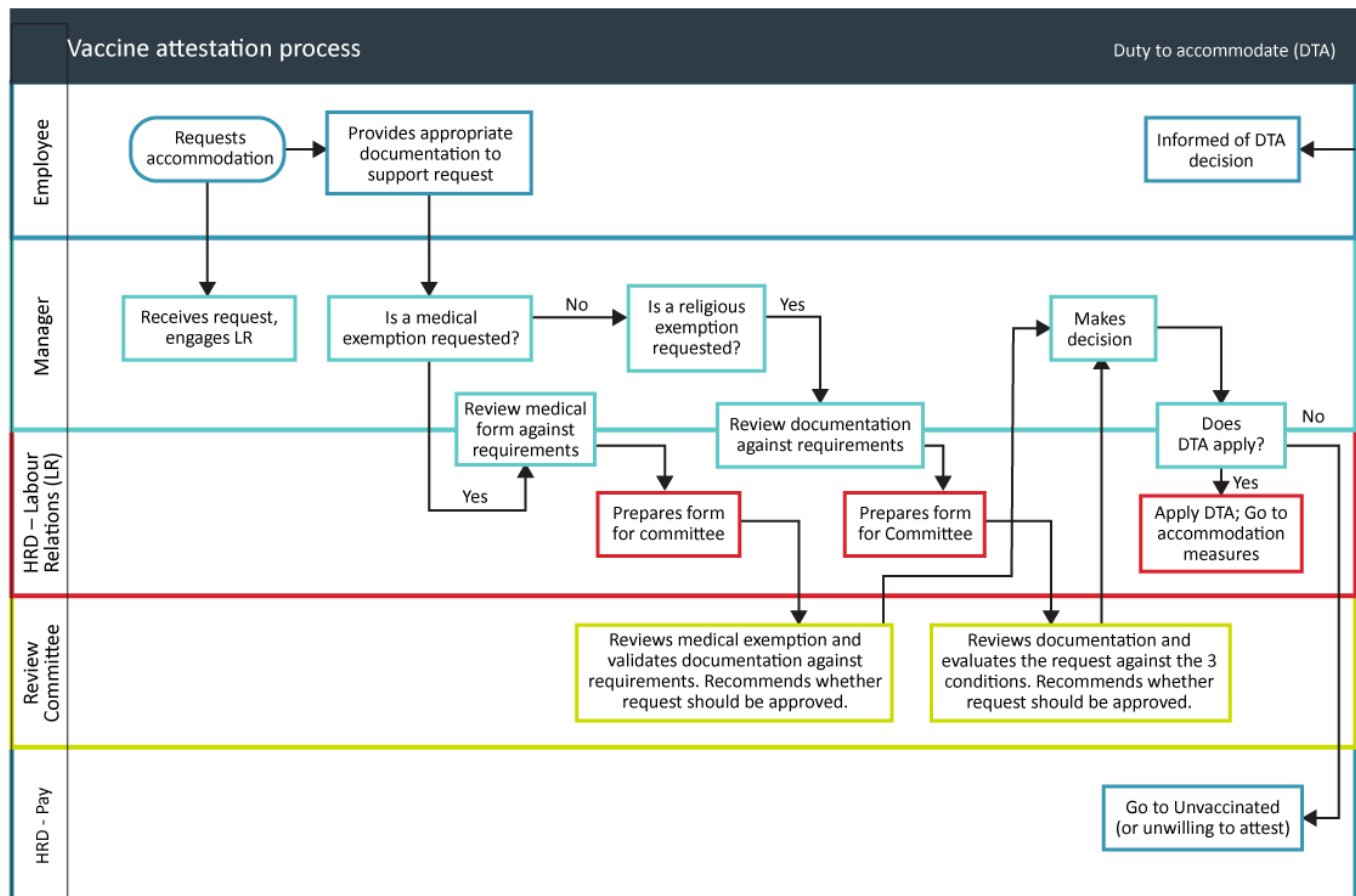 Vaccine attestation process
Duty to accommodate (DTA)
Employee
Requests
accommodation
Provides appropriate
documentation to
support request
Informed of DTA
decision
Manager
Receives request,
engages LR
Is a medical
exemption requested?
No
Is a religious
exemption
requested?
Yes
Makes
decision
Review medical
form against
requirements
Review documentation
against requirements
Does
DTA apply?
No
Yes
Yes
HRD – Labour
Relations (LR)
Prepares form
for committee
Prepares form
for Committee
Apply DTA; Go to
accommodation
measures
Review
Committee
Reviews medical exemption and
validates documentation against
requirements. Recommends whether
request should be approved.
Reviews documentation and
evaluates the request against the 3
conditions. Recommends whether
request should be approved.
HRD - Pay
Go to Unvaccinated
(or unwilling to attest)